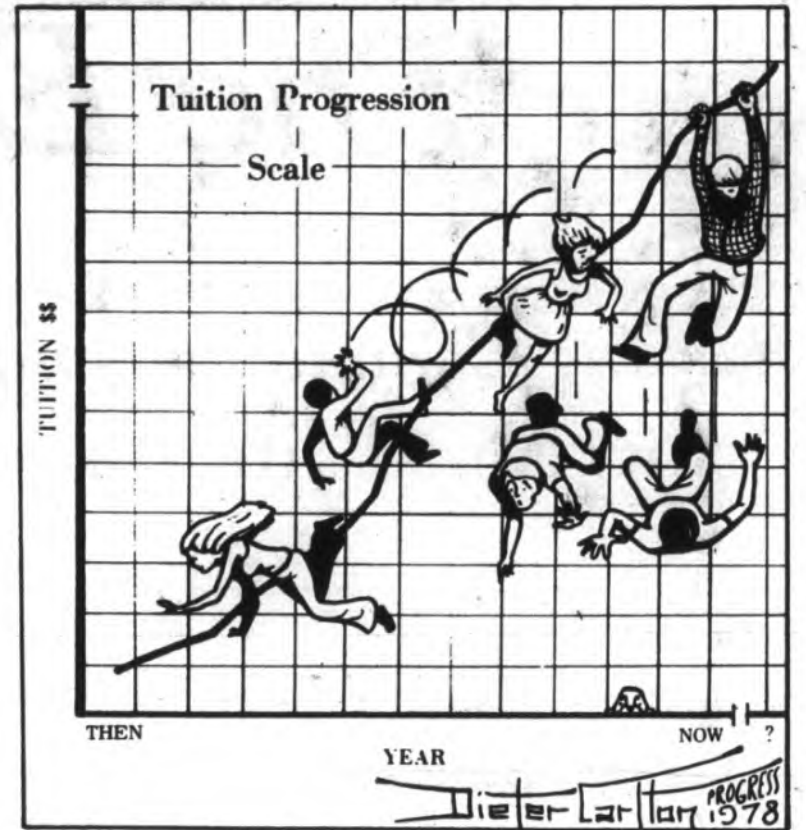 Tuition Progression
Scale
TUITION $$
THEN
NOW
?
YEAR
Dieter Carlton
PROGRESS
1978